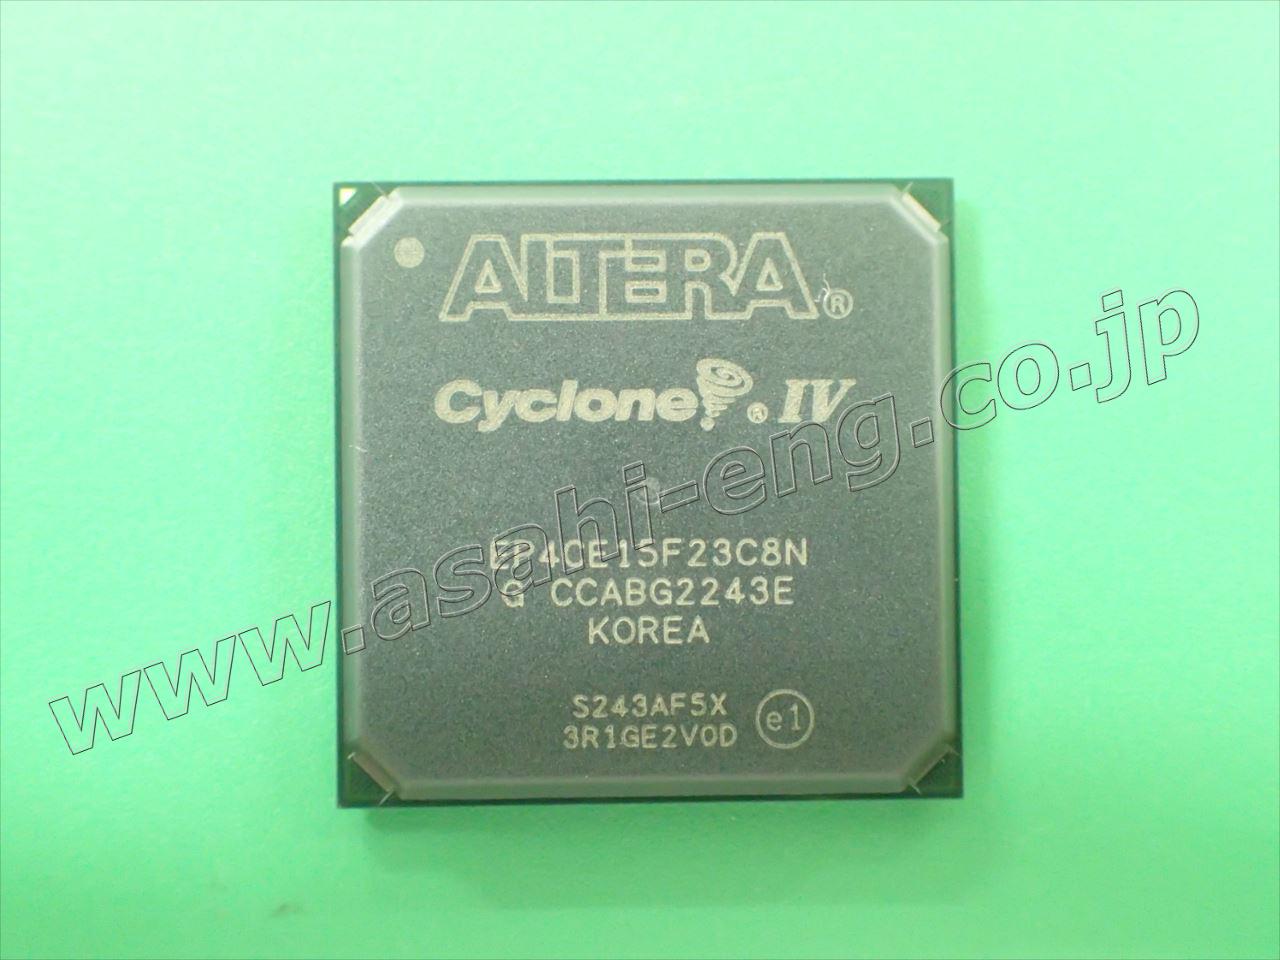 ALTERA®
Cyclone® IV
EP4CE15F23C8N
G CCABG2243E
KOREA
S243AF5X
3R1GE2V0D e1
www.asahi-eng.co.jp